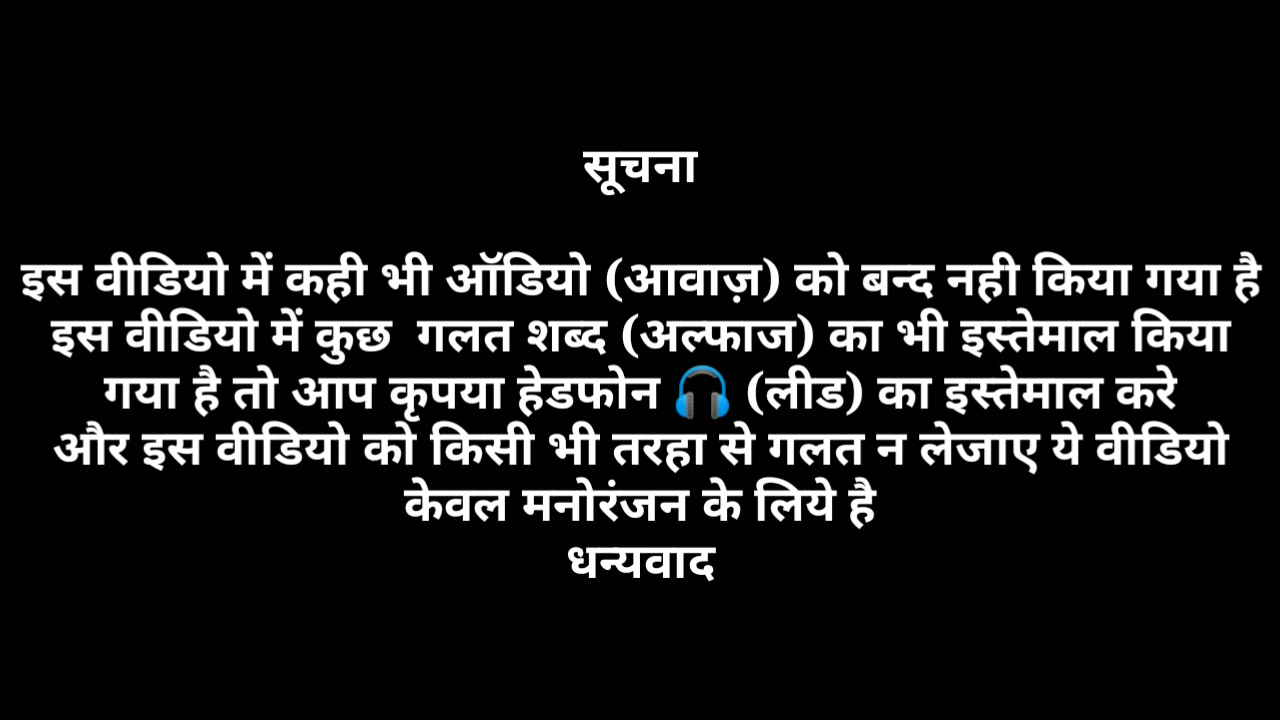 सूचना
इस वीडियो में कही भी ऑडियो (आवाज़) को बन्द नही किया गया है
इस वीडियो में कुछ गलत शब्द (अल्फाज) का भी इस्तेमाल किया
गया है तो आप कृपया हेडफोन 🎧 (लीड) का इस्तेमाल करे
और इस वीडियो को किसी भी तरहा से गलत न लेजाए ये वीडियो
केवल मनोरंजन के लिये है
धन्यवाद